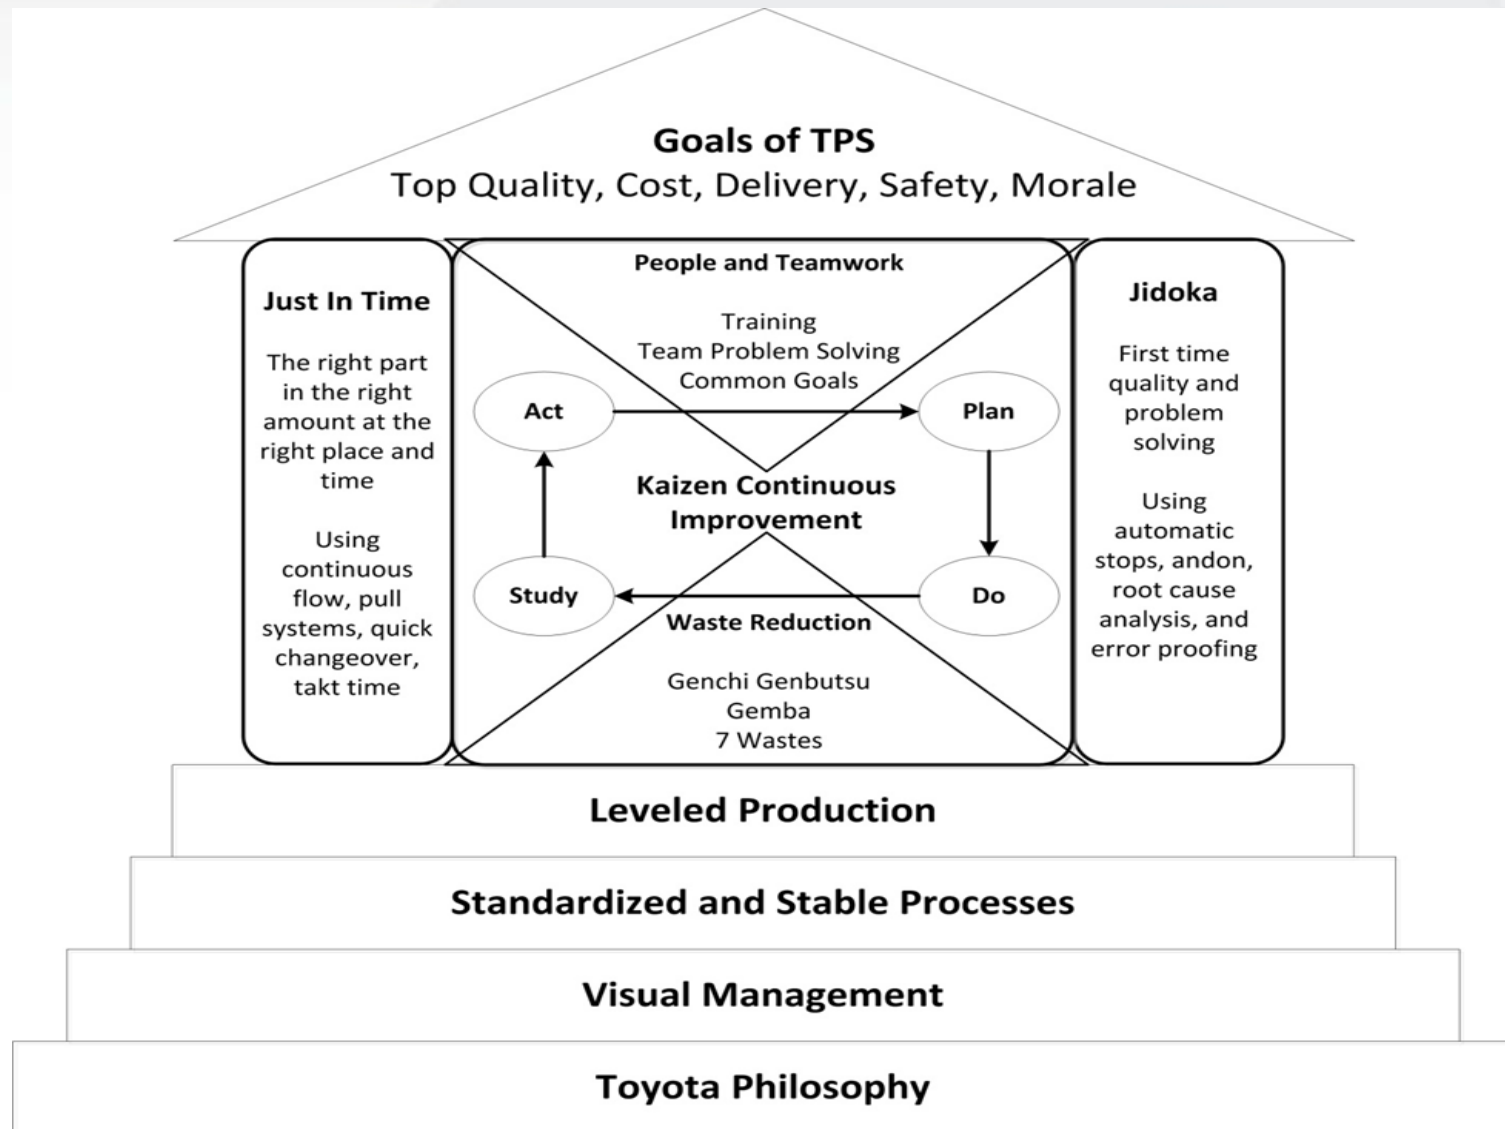 Goals of TPS
Top Quality, Cost, Delivery, Safety, Morale
Just In Time
The right part
in the right
amount at the
right place and
time
Using
continuous
flow, pull
systems, quick
changeover,
takt time
People and Teamwork
Training
Team Problem Solving
Common Goals
Act
Plan
Kaizen Continuous
Improvement
Study
Do
Waste Reduction
Genchi Genbutsu
Gemba
7 Wastes
Jidoka
First time
quality and
problem
solving
Using
automatic
stops, andon,
root cause
analysis, and
error proofing
Leveled Production
Standardized and Stable Processes
Visual Management
Toyota Philosophy